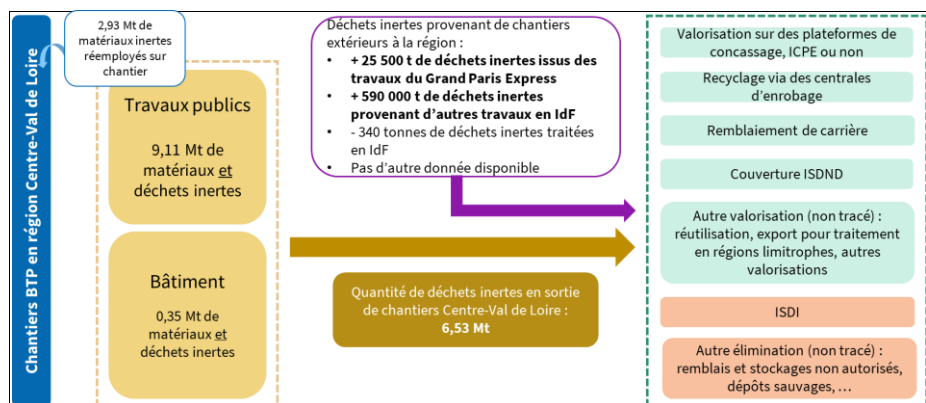 Chantiers BTP en région Centre-Val de Loire
2,93 Mt de
matériaux inertes
réemployés sur
chantier
Travaux publics
9,11 Mt de
matériaux et
déchets inertes
Bâtiment
0,35 Mt de
matériaux et
déchets inertes
Déchets inertes provenant de chantiers
extérieurs à la région :
• + 25 500 t de déchets inertes issus des
travaux du Grand Paris Express
• + 590 000 t de déchets inertes
provenant d'autres travaux en IdF
• - 340 tonnes de déchets inertes traitées
en IdF
• Pas d'autre donnée disponible
Quantité de déchets inertes en sortie
de chantiers Centre-Val de Loire :
6,53 Mt
Valorisation sur des plateformes de
concassage, ICPE ou non
Recyclage via des centrales
d'enrobage
Remblaiement de carrière
Couverture ISDND
Autre valorisation (non tracé) :
réutilisation, export pour traitement
en régions limitrophes, autres
valorisations
ISDI
Autre élimination (non tracé) :
remblais et stockages non autorisés,
dépôts sauvages, ...